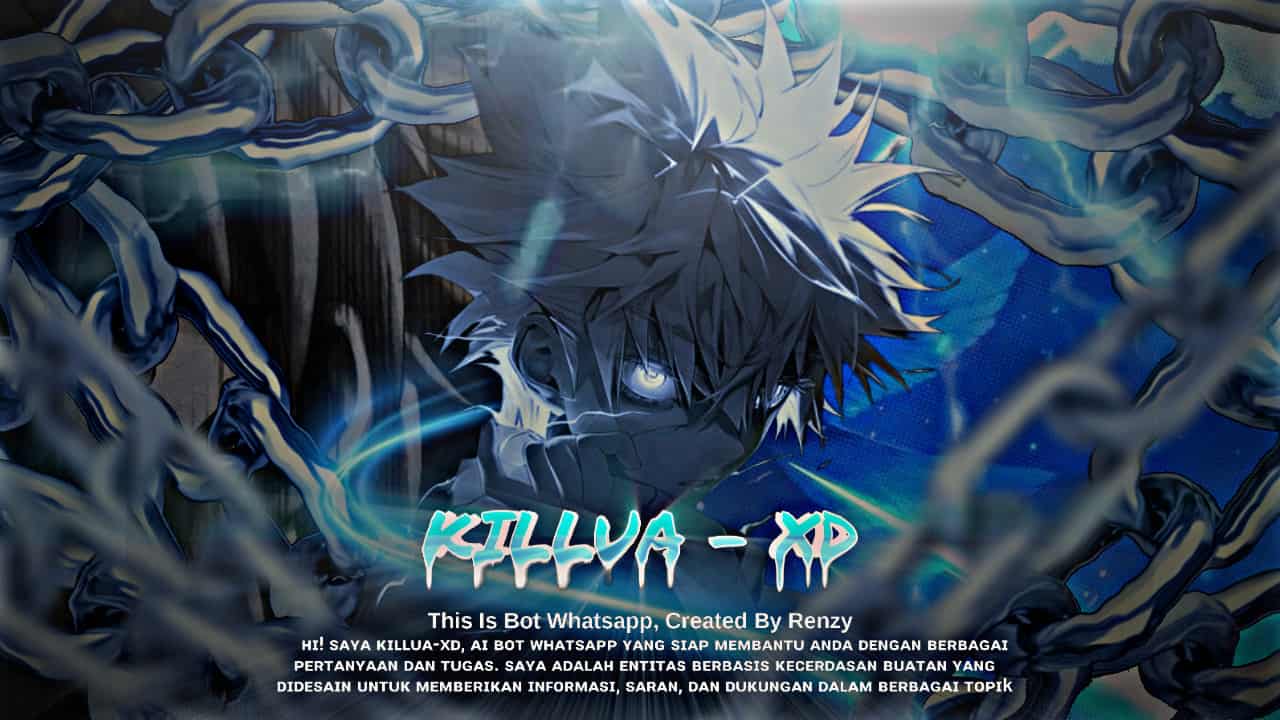 KILLUA - XD
This Is Bot Whatsapp, Created By Renzy
HI! SAYA KILLUA-XD, AI BOT WHATSAPP YANG SIAP MEMBANTU ANDA DENGAN BERBAGAI
PERTANYAAN DAN TUGAS. SAYA ADALAH ENTITAS BERBASIS KECERDASAN BUATAN YANG
DIDESAIN UNTUK MEMBERIKAN INFORMASI, SARAN, DAN DUKUNGAN DALAM BERBAGAI TOPIk